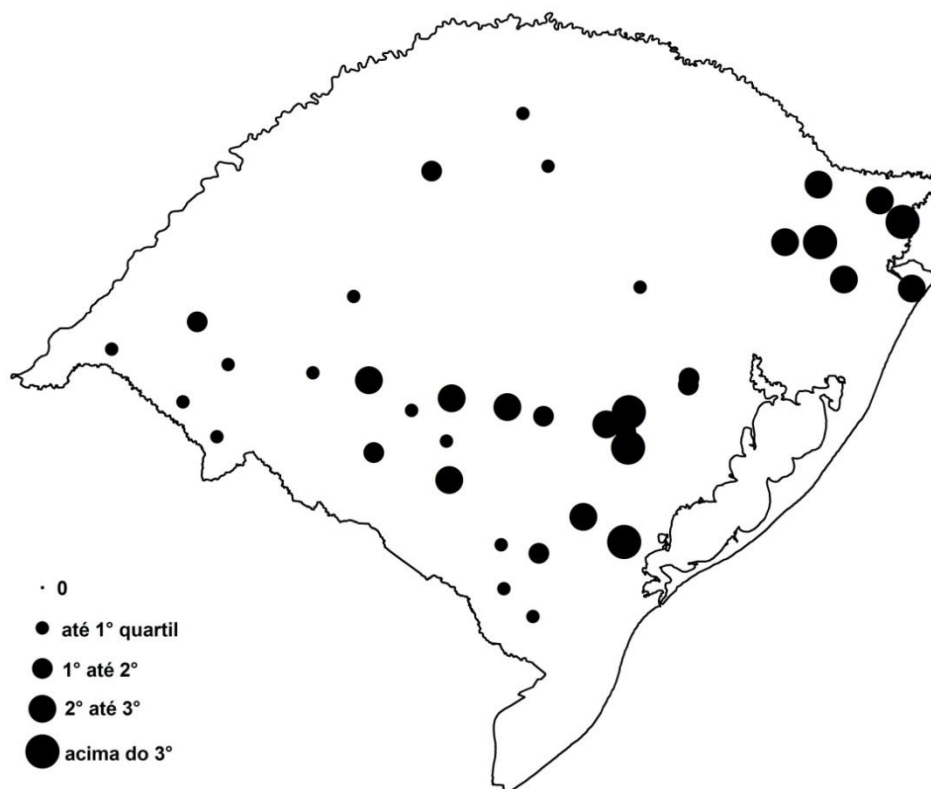 0
até 1° quartil
1° até 2°
2° até 3°
acima do 3°